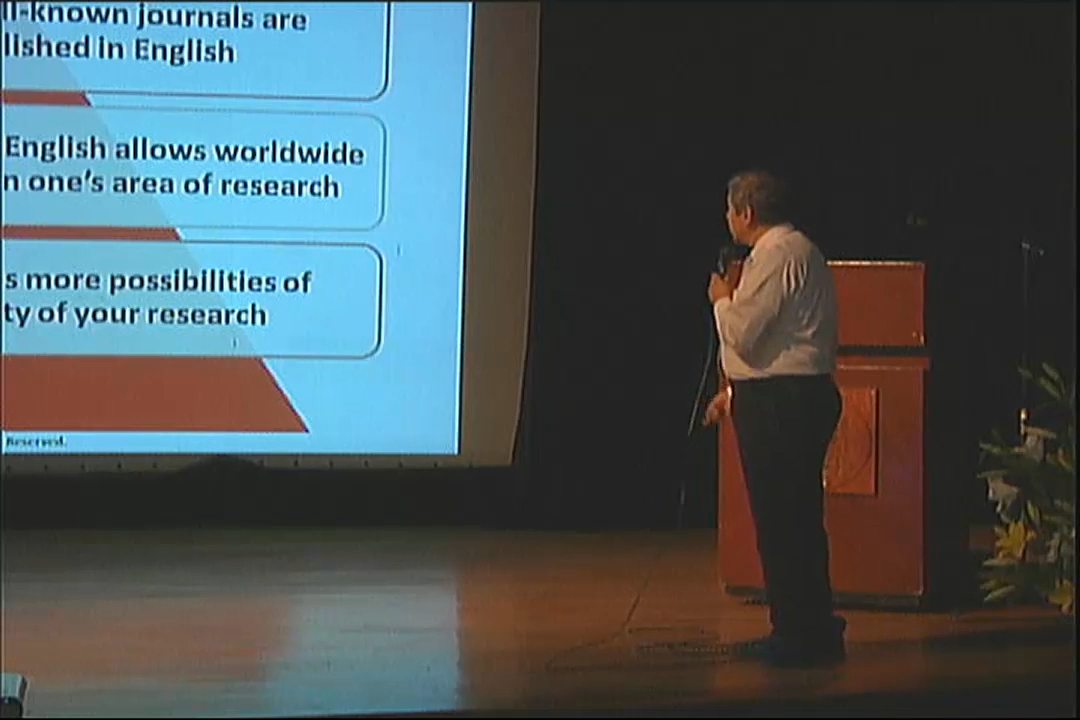 ll-known journals are
lished in English
English allows worldwide
n one's area of research
s more possibilities of
ty of your research
Reserved.